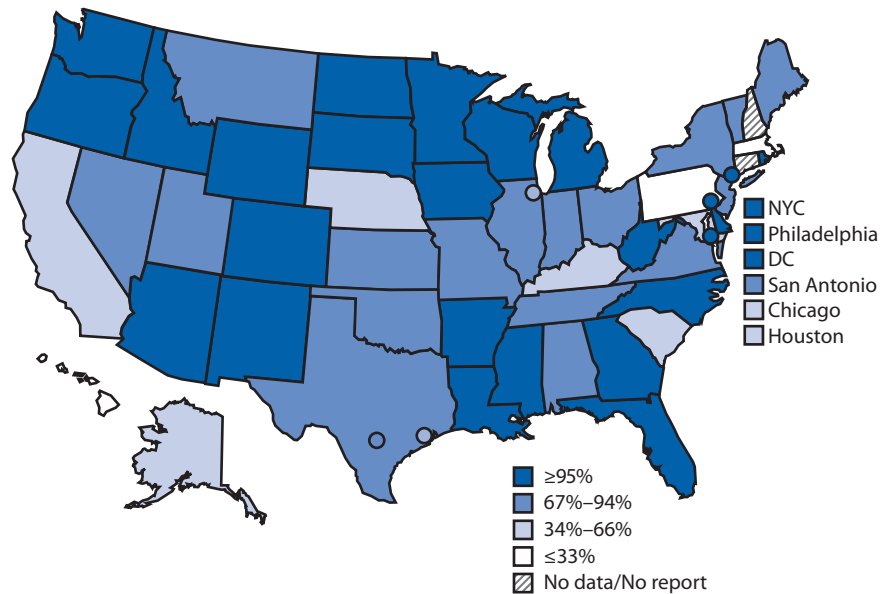 NYC
Philadelphia
DC
San Antonio
Chicago
Houston
≥95%
67%–94%
34%–66%
≤33%
No data/No report